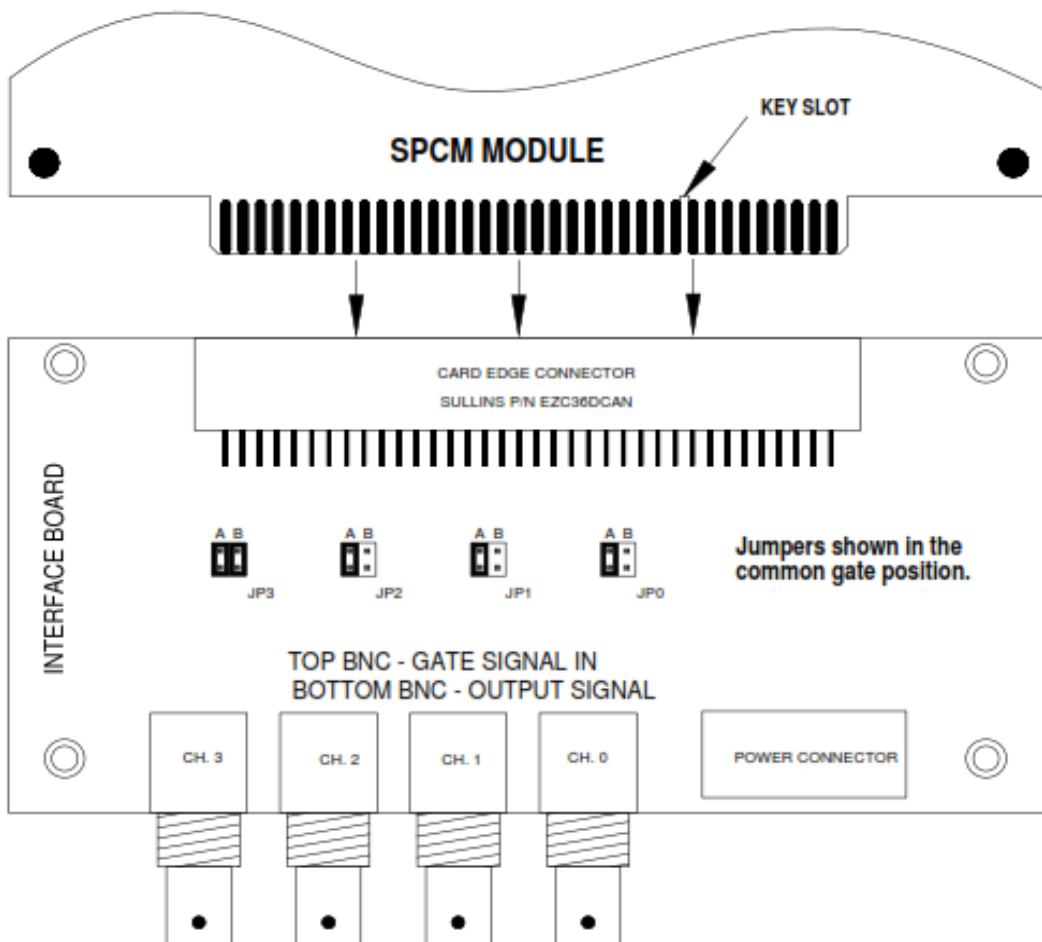 KEY SLOT
SPCM MODULE
CARD EDGE CONNECTOR
SULLINS P/N EZC36DCAN
INTERFACE BOARD
A B
JP3
A B
JP2
A B
JP1
A B
JP0
Jumpers shown in the
common gate position.
TOP BNC - GATE SIGNAL IN
BOTTOM BNC - OUTPUT SIGNAL
CH. 3
CH. 2
CH. 1
CH. 0
POWER CONNECTOR